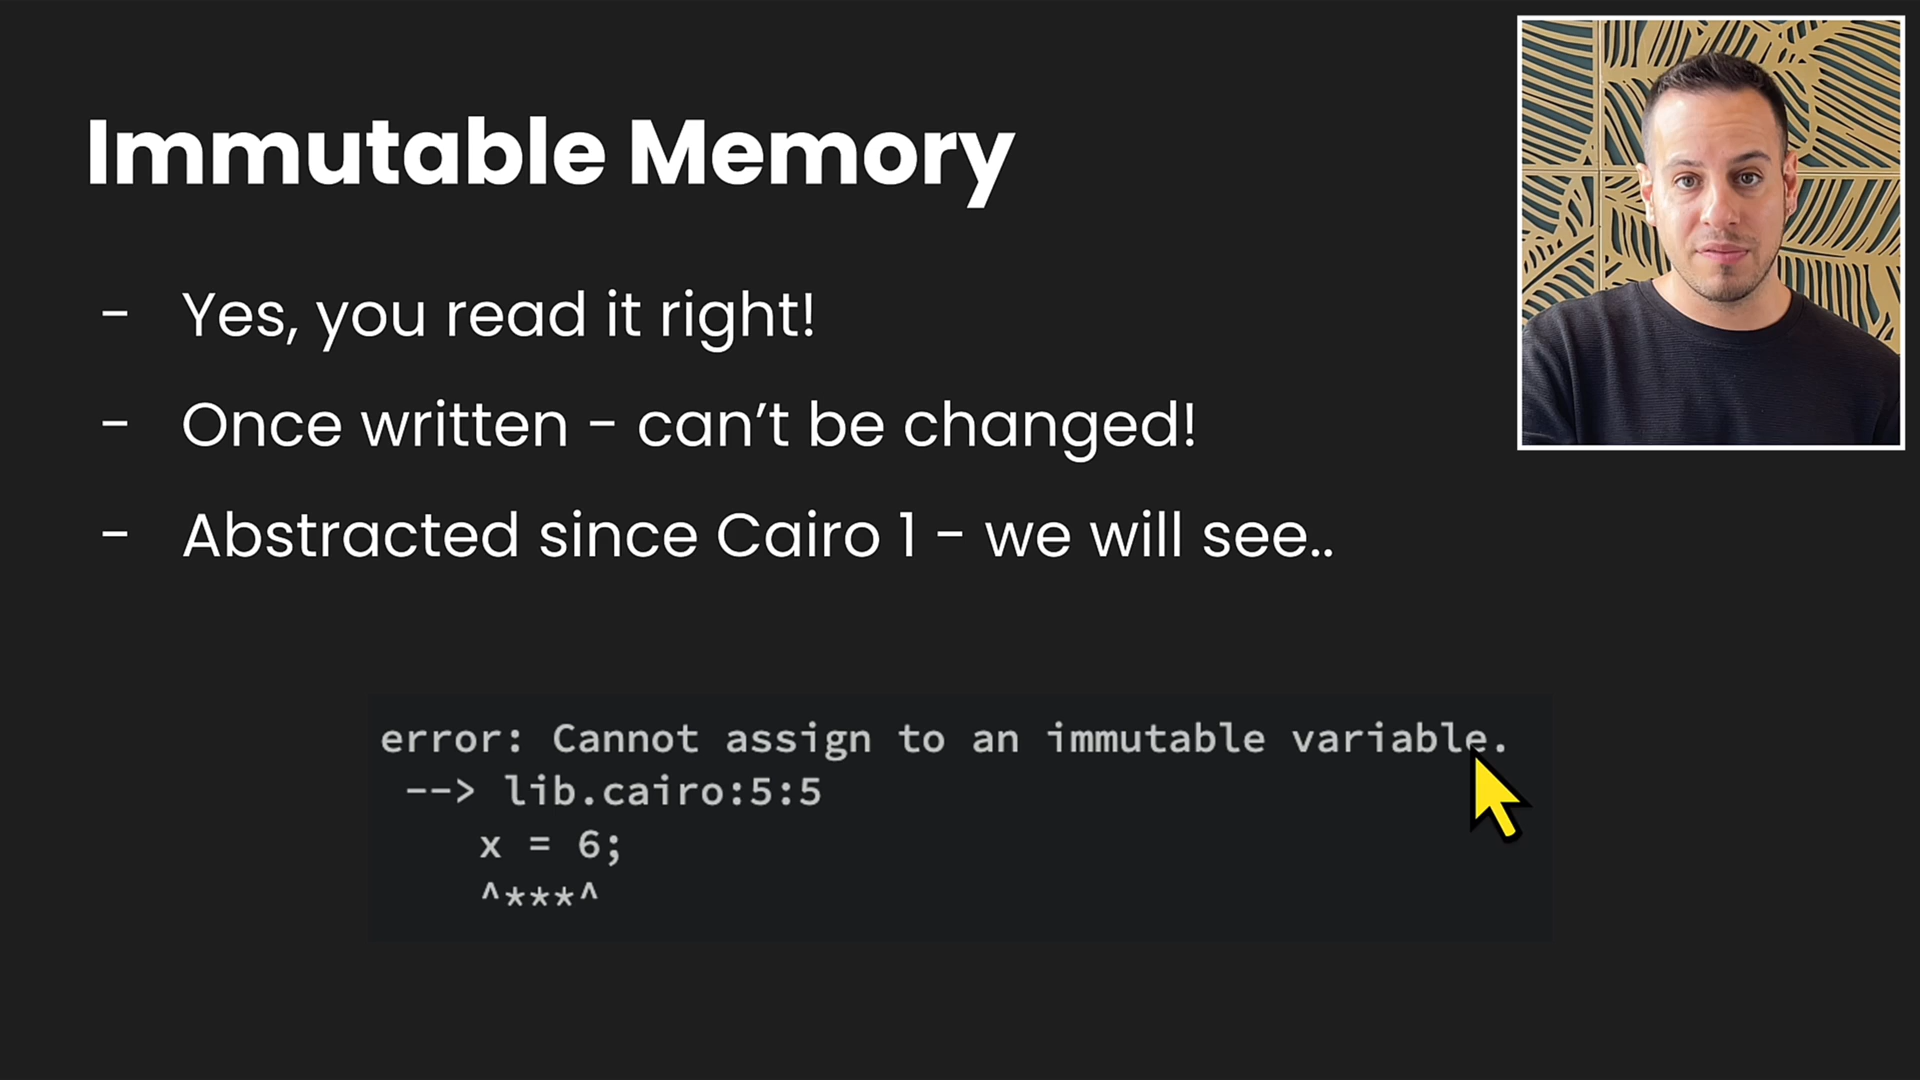 Immutable Memory
- Yes, you read it right!
- Once written - can’t be changed!
- Abstracted since Cairo 1 - we will see..
error: Cannot assign to an immutable variable.
--> lib.cairo:5:5
x = 6;
^***^